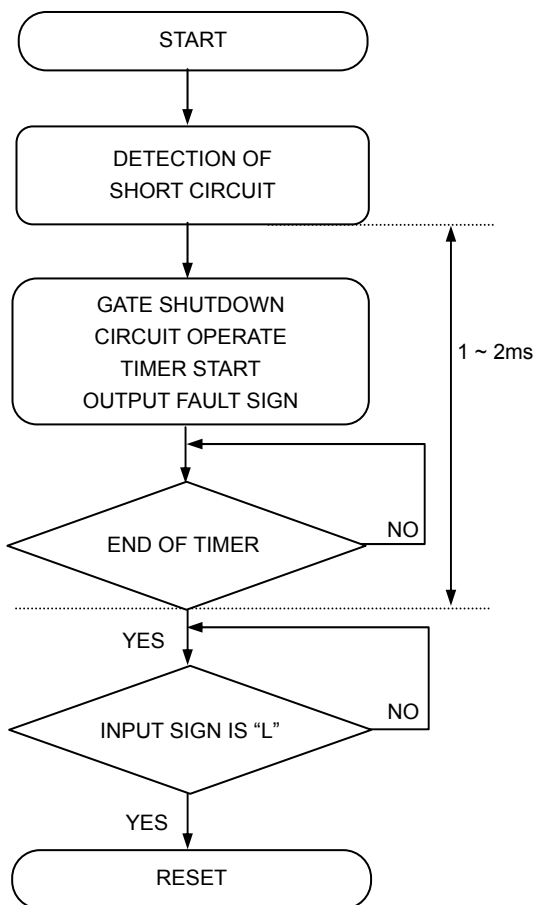 START
DETECTION OF
SHORT CIRCUIT
GATE SHUTDOWN
CIRCUIT OPERATE
TIMER START
OUTPUT FAULT SIGN
1 ~ 2ms
END OF TIMER
NO
YES
INPUT SIGN IS “L”
NO
YES
RESET